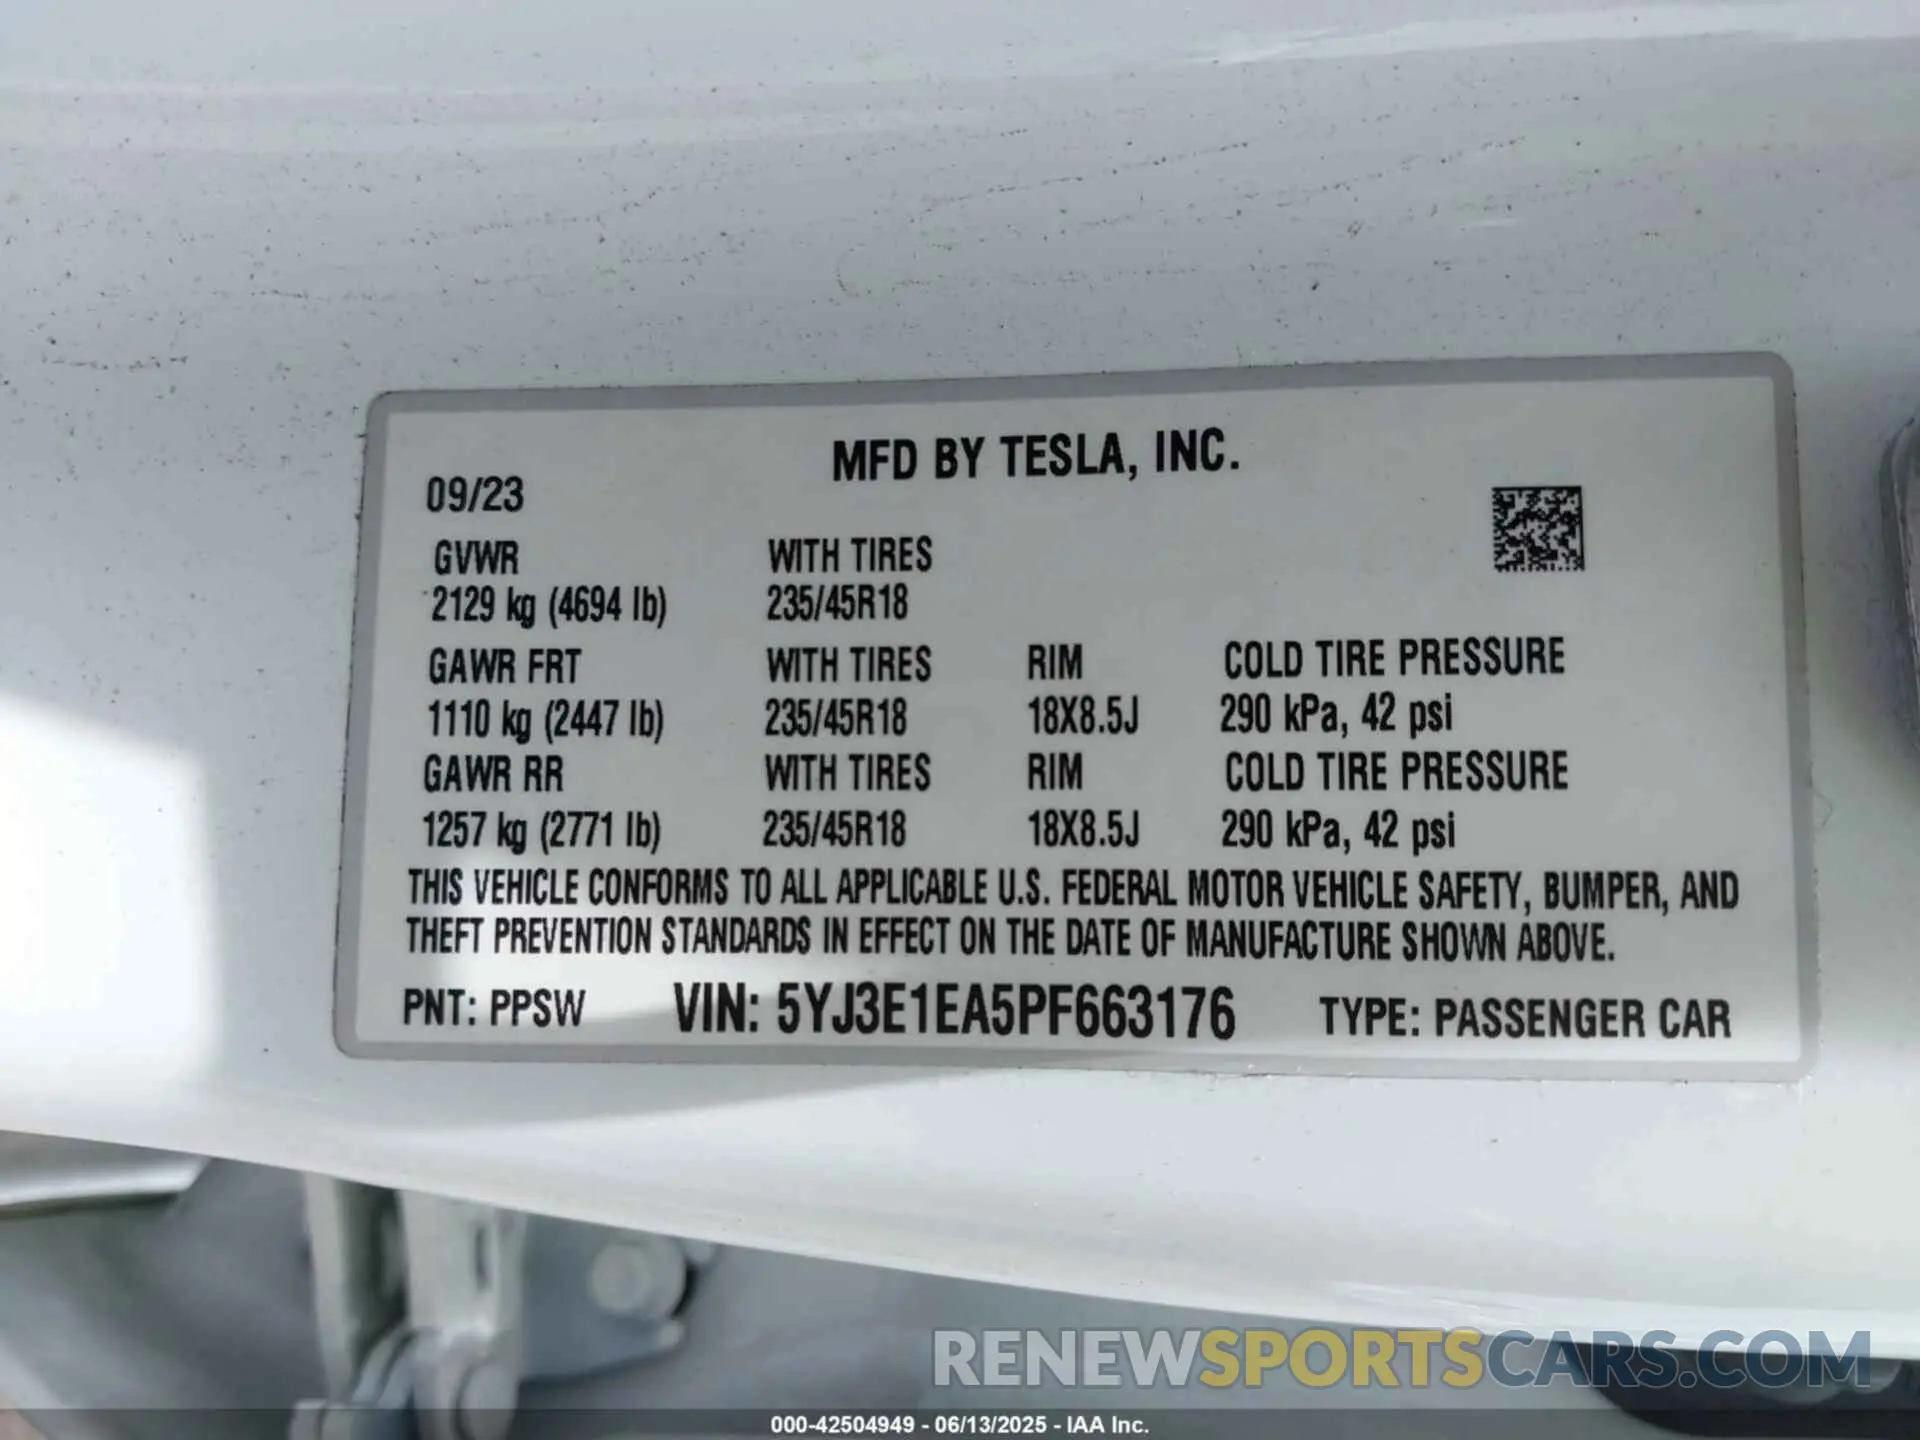 MFD BY TESLA, INC.
09/23
GVWR WITH TIRES
2129 kg (4694 lb) 235/45R18
GAWR FRT WITH TIRES RIM COLD TIRE PRESSURE
1110 kg (2447 lb) 235/45R18 18X8.5J 290 kPa, 42 psi
GAWR RR WITH TIRES RIM COLD TIRE PRESSURE
1257 kg (2771 lb) 235/45R18 18X8.5J 290 kPa, 42 psi
THIS VEHICLE CONFORMS TO ALL APPLICABLE U.S. FEDERAL MOTOR VEHICLE SAFETY, BUMPER, AND
THEFT PREVENTION STANDARDS IN EFFECT ON THE DATE OF MANUFACTURE SHOWN ABOVE.
PNT: PPSW VIN: 5YJ3E1EA5PF663176 TYPE: PASSENGER CAR
RENEWSPORTSCARS.COM
000-42504949 - 06/13/2025 - IAA Inc.